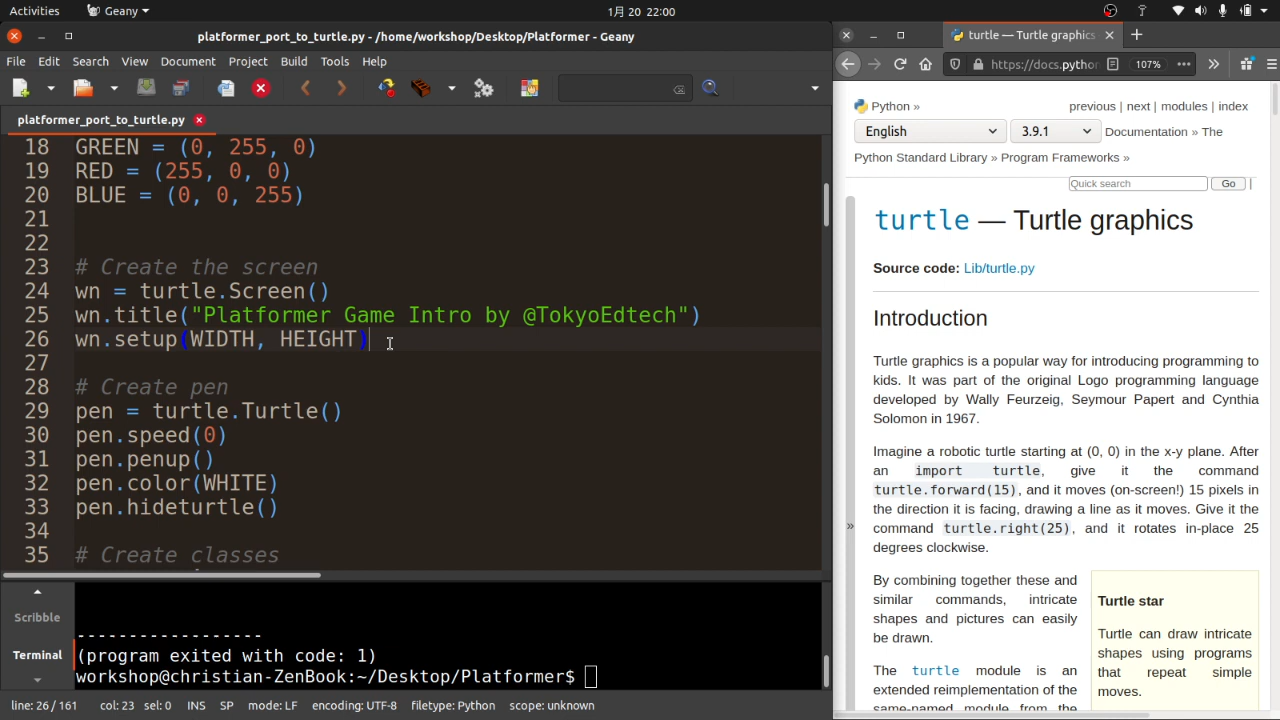 Activities
Geany
1月 20 22:00
platformer_port_to_turtle.py - /home/workshop/Desktop/Platformer - Geany
File Edit Search View Document Project Build Tools Help
platformer_port_to_turtle.py
18 GREEN = (0, 255, 0)
19 RED = (255, 0, 0)
20 BLUE = (0, 0, 255)
21
22
23 # Create the screen
24 wn = turtle.Screen()
25 wn.title("Platformer Game Intro by @TokyoEdtech")
26 wn.setup(WIDTH, HEIGHT)
27
28 # Create pen
29 pen = turtle.Turtle()
30 pen.speed(0)
31 pen.penup()
32 pen.color(WHITE)
33 pen.hideturtle()
34
35 # Create classes
Scribble
Terminal
------------------
(program exited with code: 1)
workshop@christian-ZenBook:~/Desktop/Platformer$
line: 26 / 161 col: 23 sel: 0 INS SP mode: LF encoding: UTF-8 filetype: Python scope: unknown
turtle — Turtle graphics
https://docs.pytho
107%
Python »
previous | next | modules | index
English 3.9.1 Documentation » The
Python Standard Library » Program Frameworks »
Quick search Go |
turtle — Turtle graphics
Source code: Lib/turtle.py
Introduction
Turtle graphics is a popular way for introducing programming to
kids. It was part of the original Logo programming language
developed by Wally Feurzeig, Seymour Papert and Cynthia
Solomon in 1967.
Imagine a robotic turtle starting at (0, 0) in the x-y plane. After
an import turtle, give it the command
turtle.forward(15), and it moves (on-screen!) 15 pixels in
the direction it is facing, drawing a line as it moves. Give it the
command turtle.right(25), and it rotates in-place 25
degrees clockwise.
By combining together these and
similar commands, intricate
shapes and pictures can easily
be drawn.
The turtle module is an
extended reimplementation of the
same-named module from the
Turtle star
Turtle can draw intricate
shapes using programs
that repeat simple
moves.